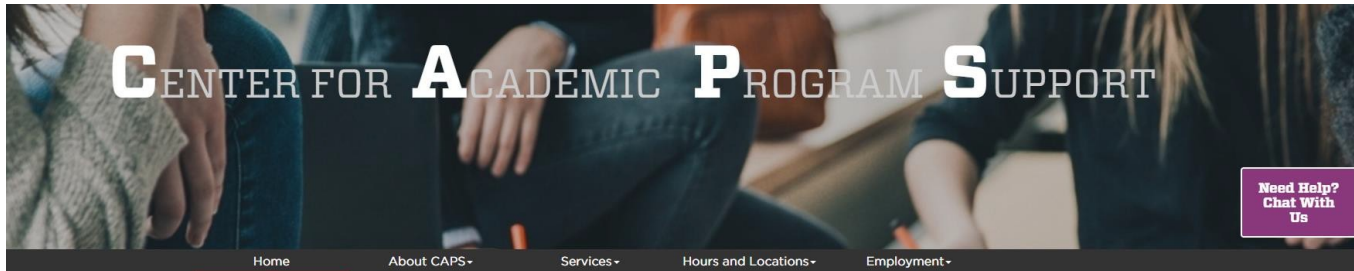 CENTER FOR ACADEMIC PROGRAM SUPPORT
Need Help?
Chat With
Us
Home About CAPS Services Hours and Locations Employment